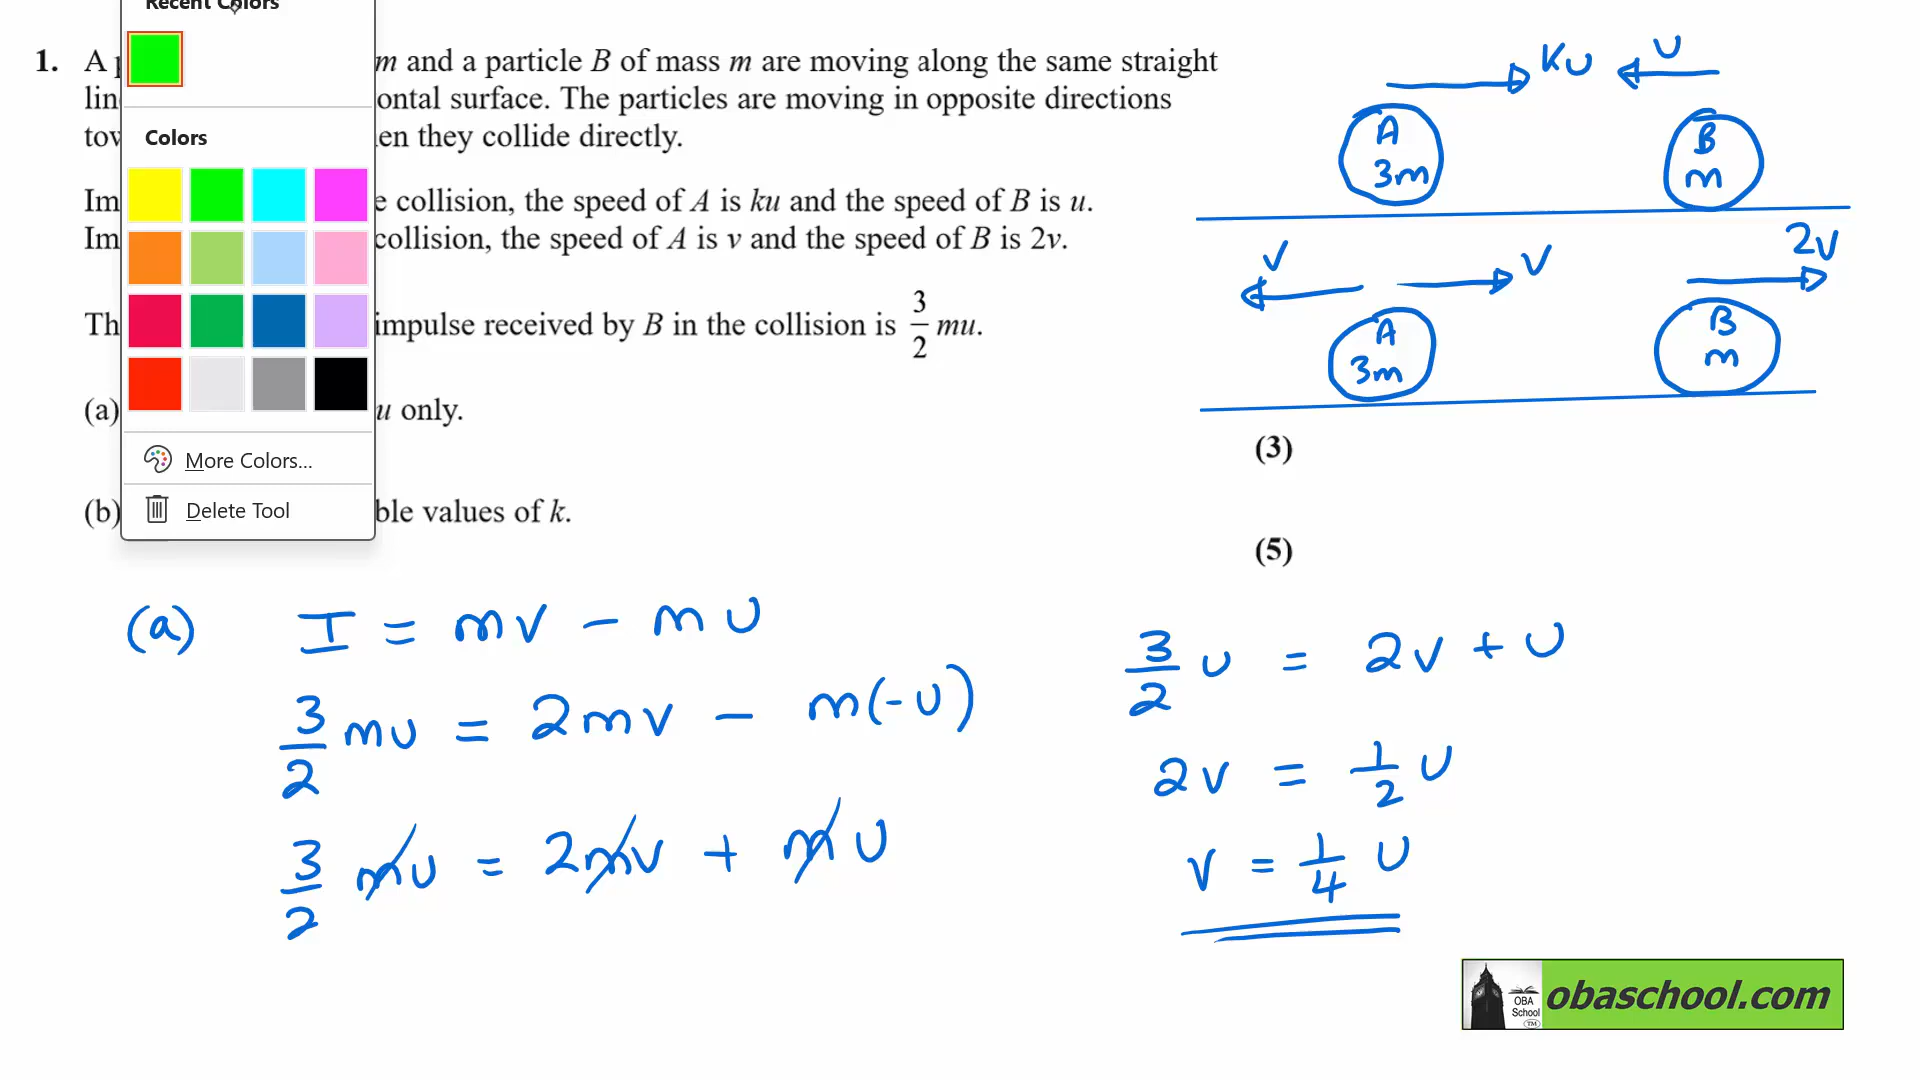 Recent Colors
1. A p m and a particle B of mass m are moving along the same straight
lin ontal surface. The particles are moving in opposite directions
tow en they collide directly.
Colors
Im e collision, the speed of A is ku and the speed of B is u.
Im collision, the speed of A is v and the speed of B is 2v.
Th impulse received by B in the collision is 3/2 mu.
(a) u only.
(3)
More Colors...
Delete Tool
(b) ble values of k.
(5)
KU U
A 3m
B m
V V 2V
A 3m
B m
(a) I = mv - mu
3/2 mu = 2mv - m(-u)
3/2 mu = 2mv + mu
3/2 u = 2v + u
2v = 1/2 u
v = 1/4 u
OBA School TM
obaschool.com